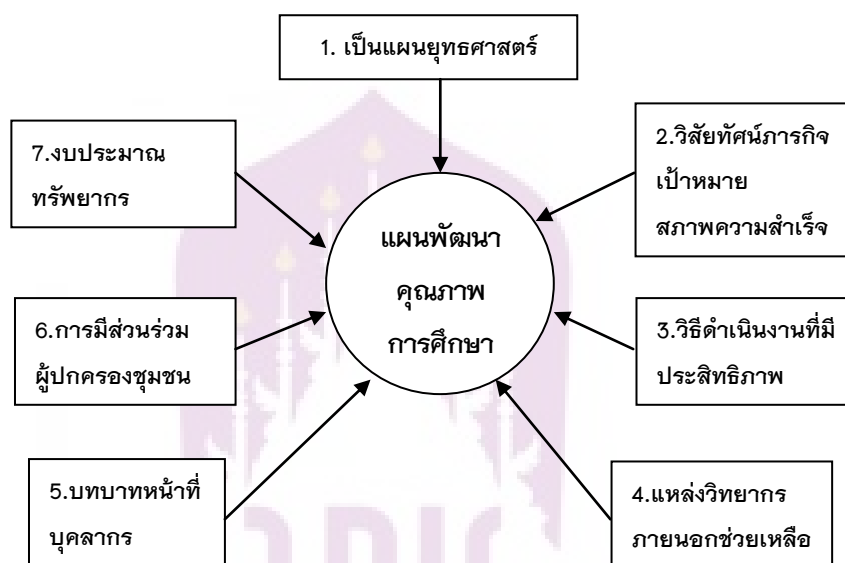 1. เป็นแผนยุทธศาสตร์
2.วิสัยทัศน์ภารกิจ
เป้าหมาย
สภาพความสำเร็จ
3.วิธีดำเนินงานที่มี
ประสิทธิภาพ
4.แหล่งวิทยากร
ภายนอกช่วยเหลือ
5.บทบาทหน้าที่
บุคลากร
6.การมีส่วนร่วม
ผู้ปกครองชุมชน
7.งบประมาณ
ทรัพยากร
แผนพัฒนา
คุณภาพ
การศึกษา